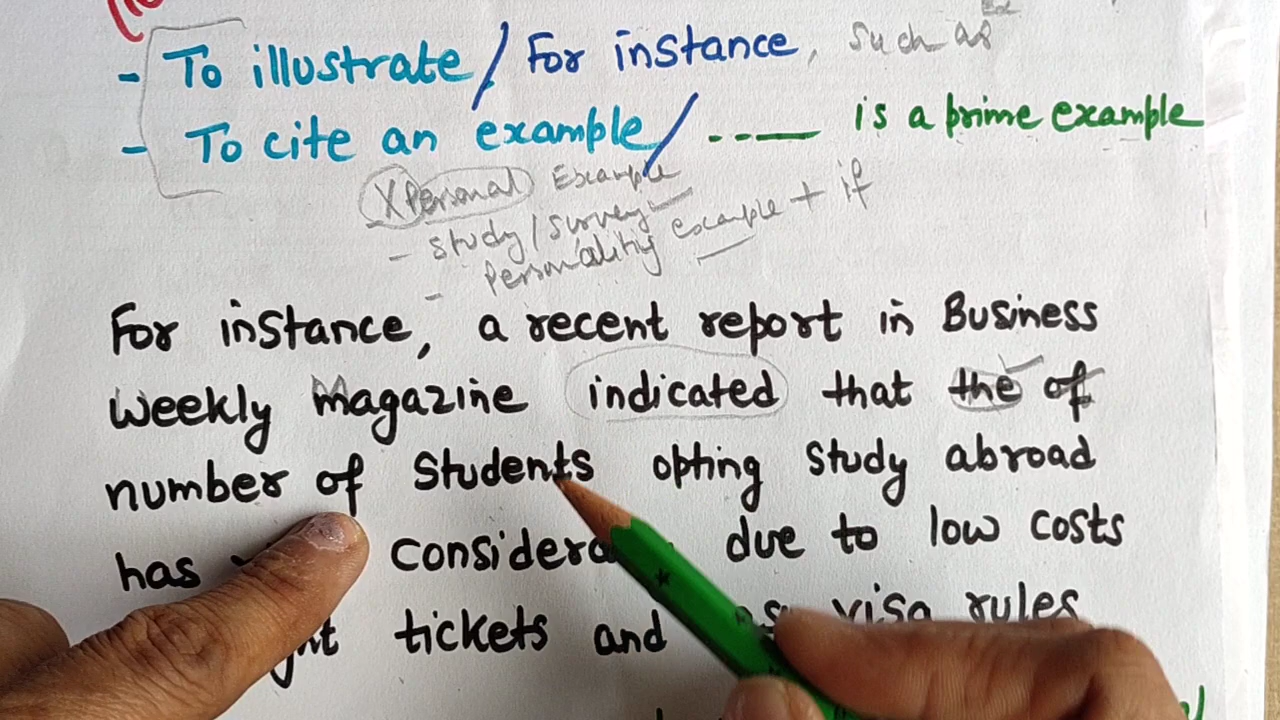 - To illustrate / For instance, such as
- To cite an example / ---- is a prime example
X Personal Example
- study/survey
- Personality example + if
For instance, a recent report in Business
Weekly Magazine indicated that the of
number of Students opting study abroad
has due to low costs
tickets and visa rules